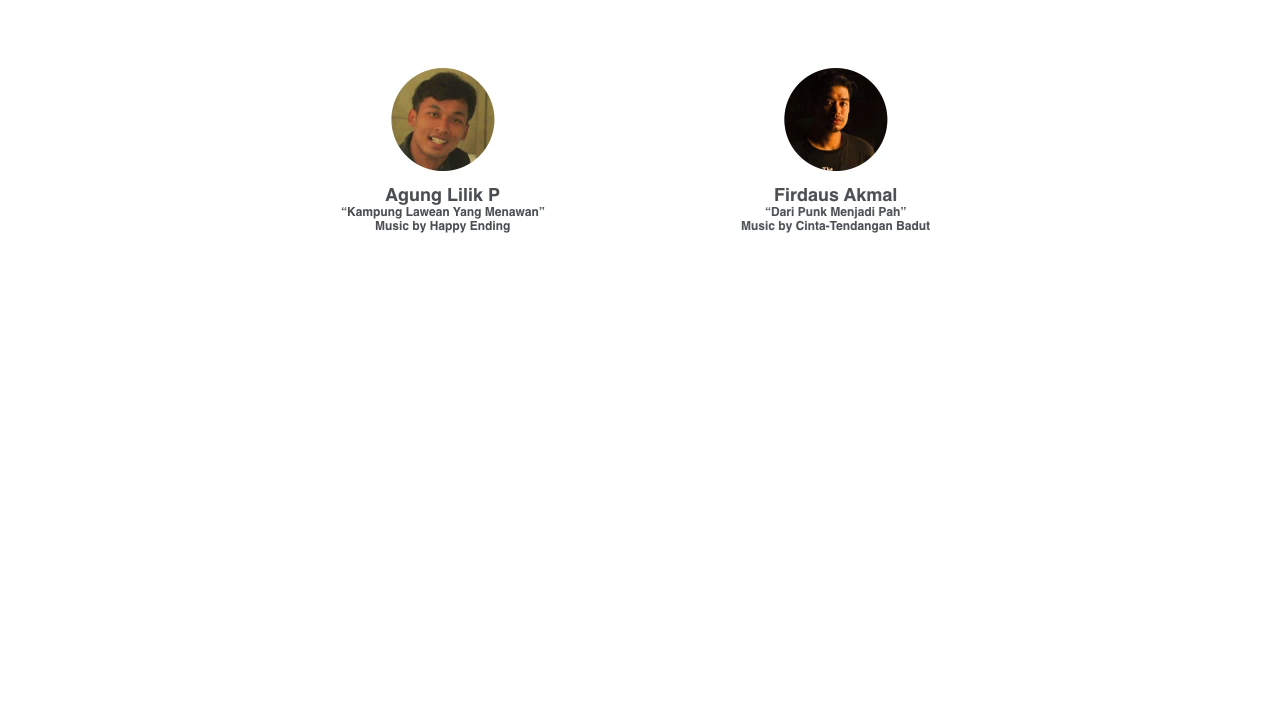 Agung Lilik P
“Kampung Lawean Yang Menawan”
Music by Happy Ending
Firdaus Akmal
“Dari Punk Menjadi Pah”
Music by Cinta-Tendangan Badut